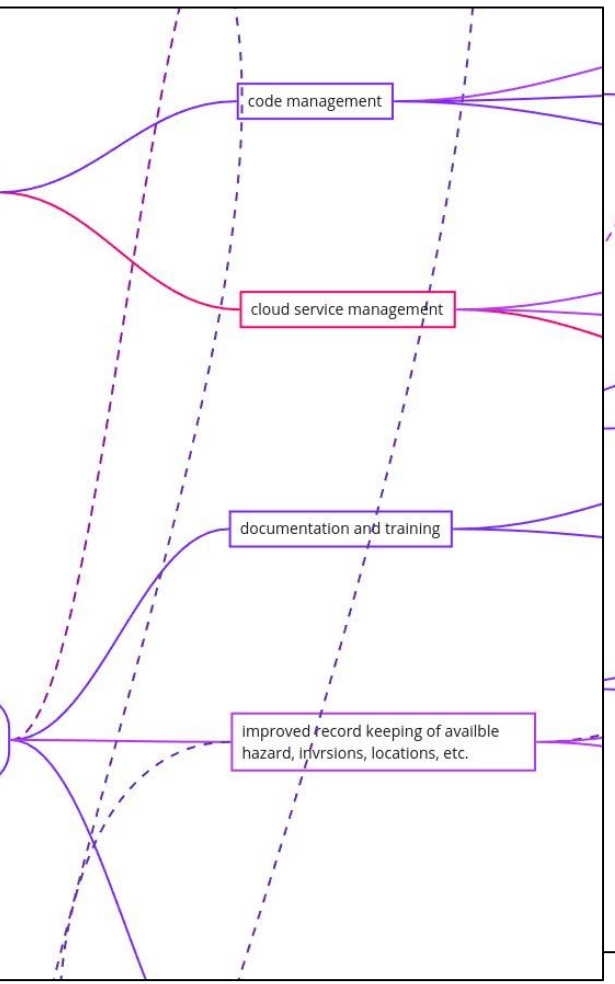 code management
cloud service management
documentation and training
improved record keeping of availble
hazard, invrsions, locations, etc.